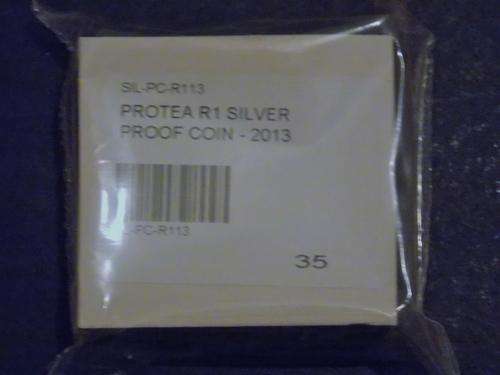 SIL-PC-R113
PROTEA R1 SILVER
PROOF COIN - 2013
-PC-R113
35